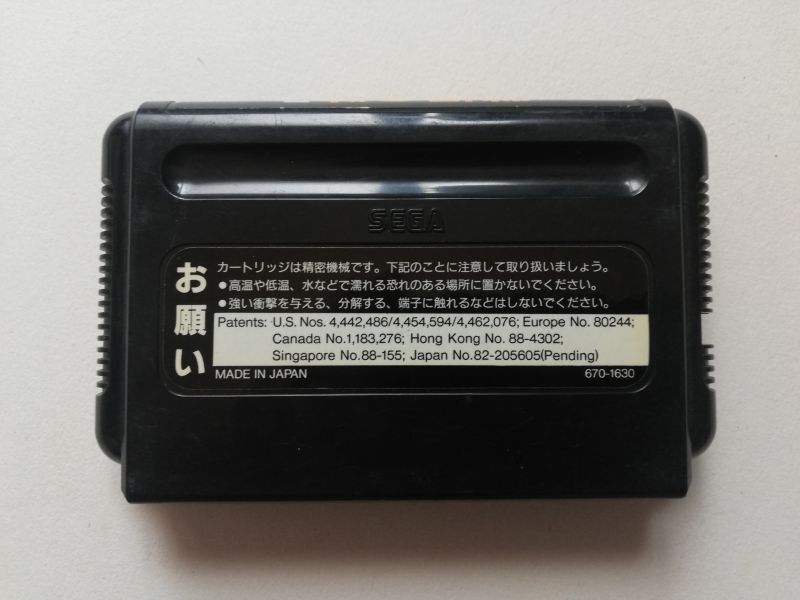 SEGA
お願い
カートリッジは精密機械です。下記のことに注意して取り扱いましょう。
●高温や低温、水などで濡れる恐れのある場所に置かないでください。
●強い衝撃を与える、分解する、端子に触れるなどはしないでください。
Patents: U.S. Nos. 4,442,486/4,454,594/4,462,076; Europe No. 80244;
Canada No.1,183,276; Hong Kong No. 88-4302;
Singapore No.88-155; Japan No.82-205605(Pending)
MADE IN JAPAN 670-1630